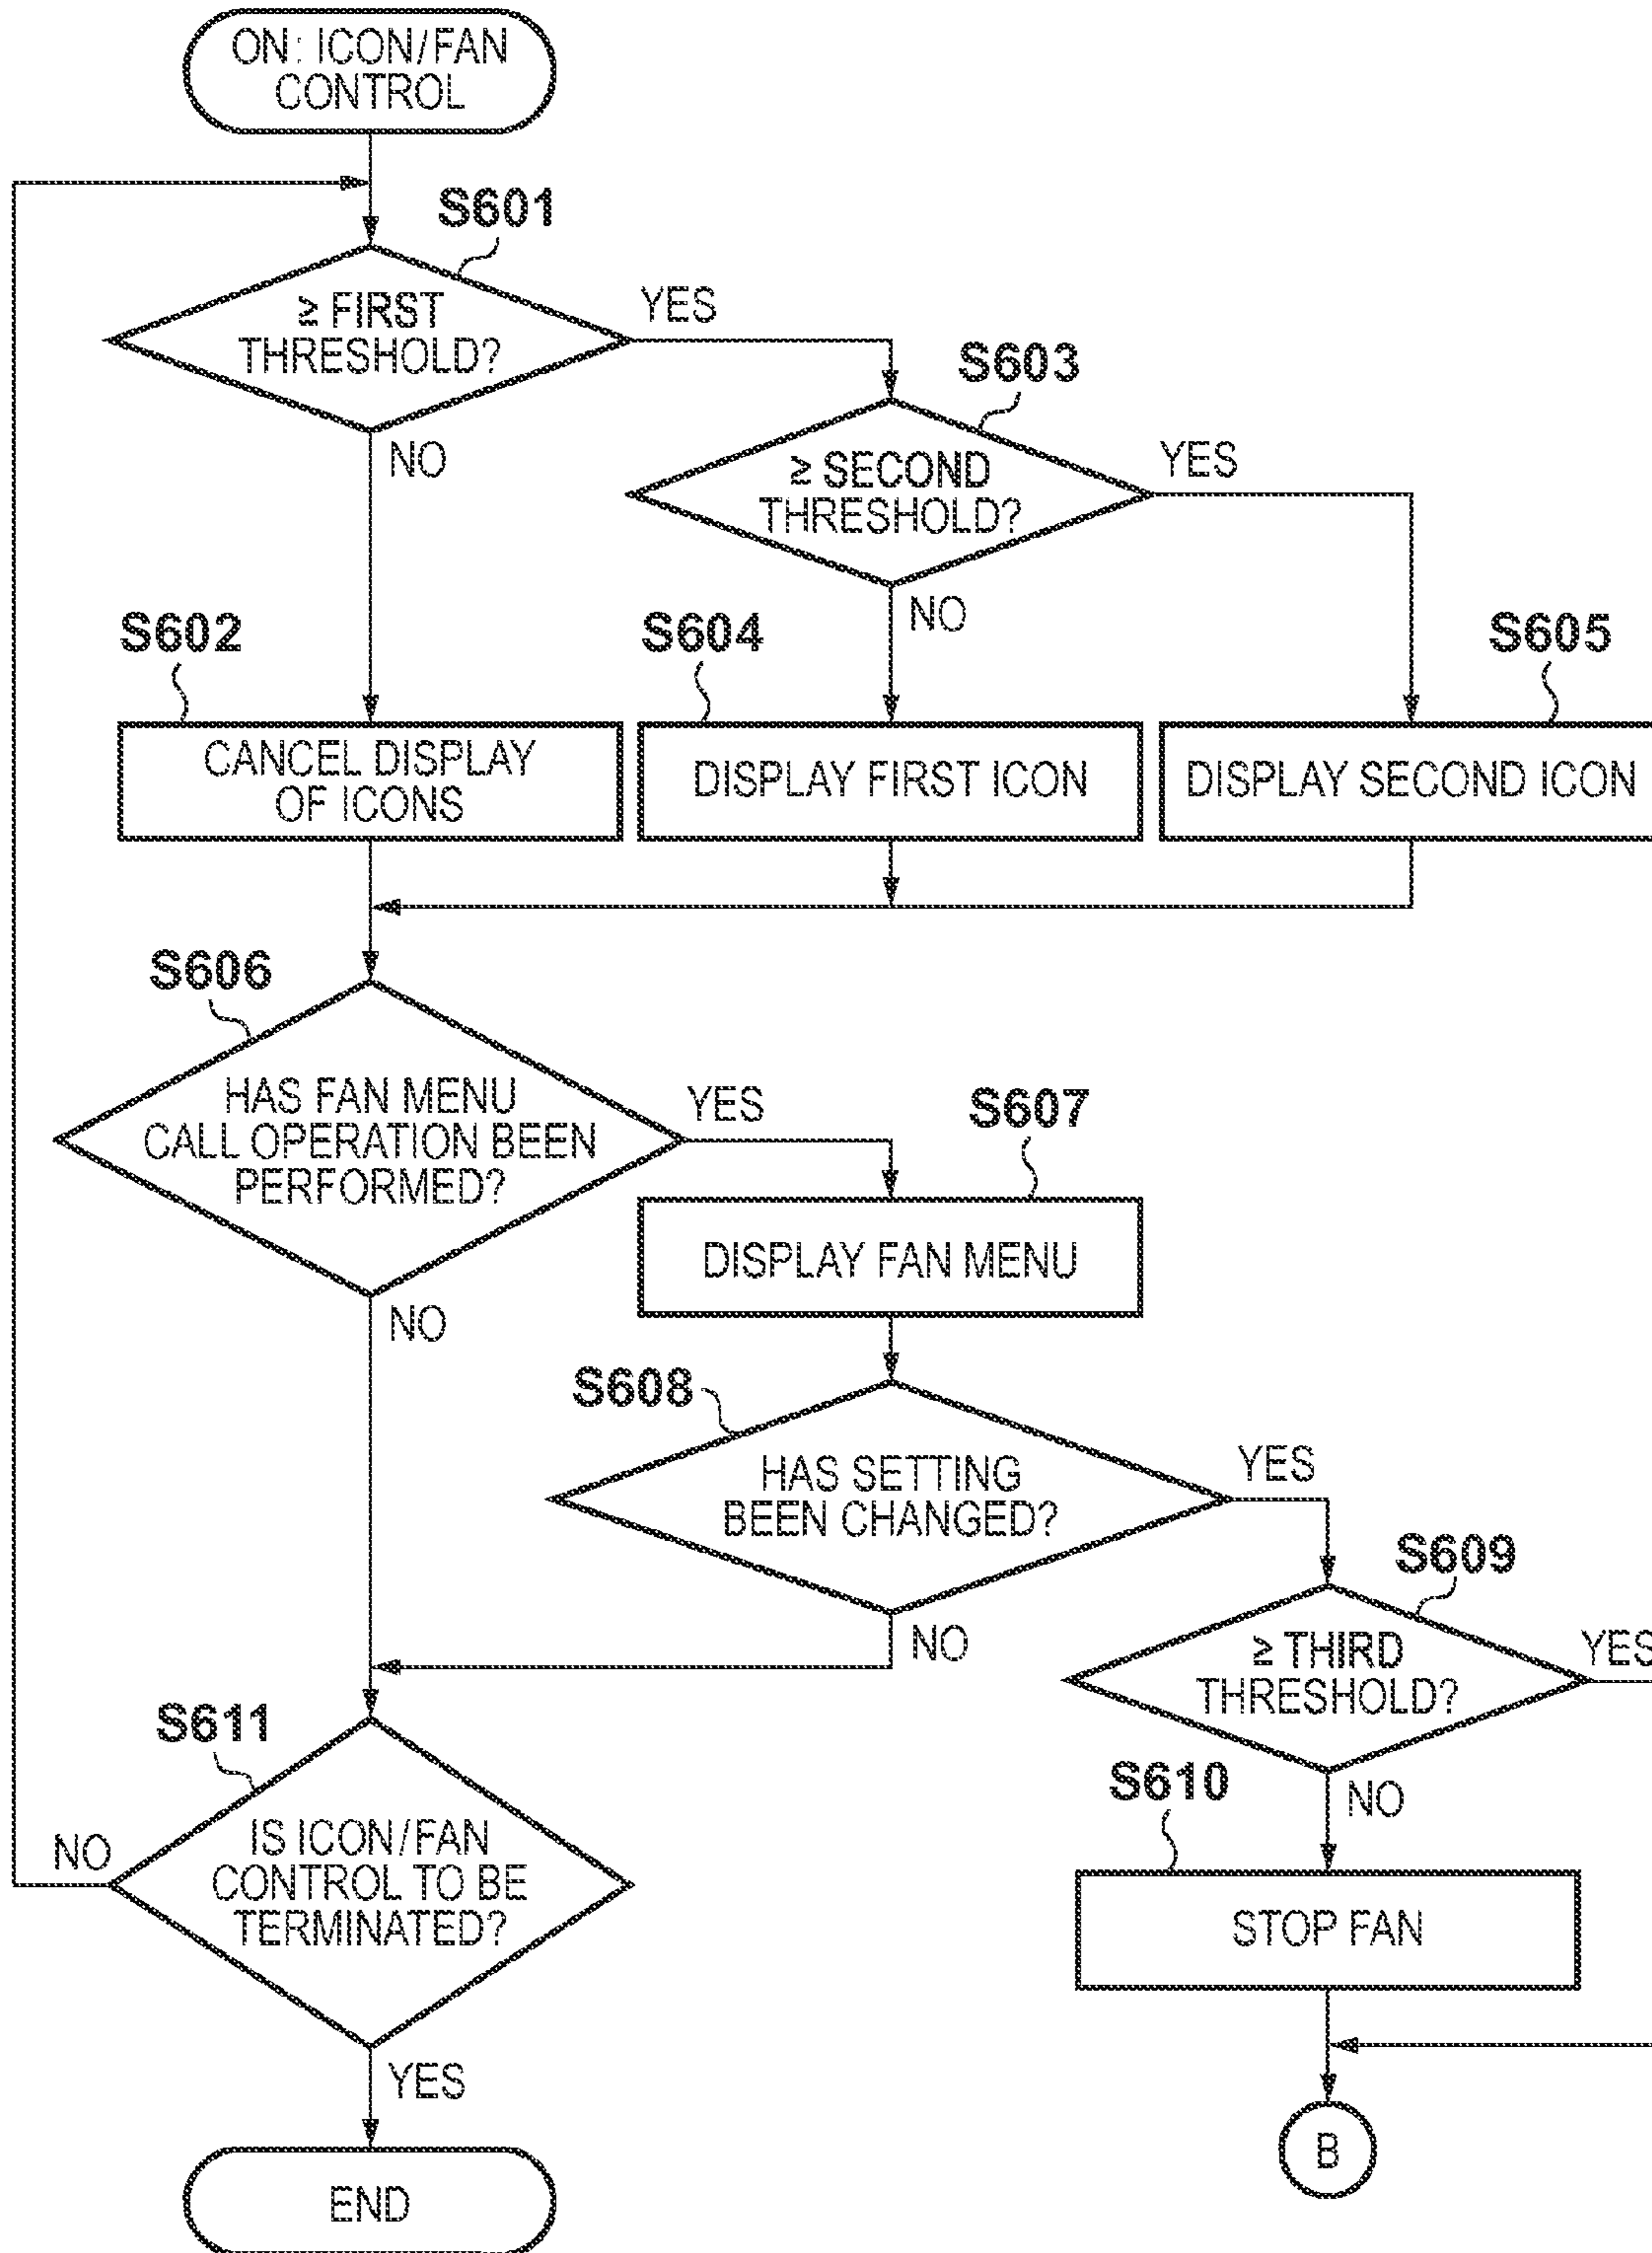 ON: ICON/FAN
CONTROL
S601
≥ FIRST
THRESHOLD?
YES
NO
S603
≥ SECOND
THRESHOLD?
YES
NO
S602
CANCEL DISPLAY
OF ICONS
S604
DISPLAY FIRST ICON
S605
DISPLAY SECOND ICON
S606
HAS FAN MENU
CALL OPERATION BEEN
PERFORMED?
YES
NO
S607
DISPLAY FAN MENU
S608
HAS SETTING
BEEN CHANGED?
YES
NO
S609
≥ THIRD
THRESHOLD?
YES
NO
S610
STOP FAN
B
S611
IS ICON/FAN
CONTROL TO BE
TERMINATED?
NO
YES
END